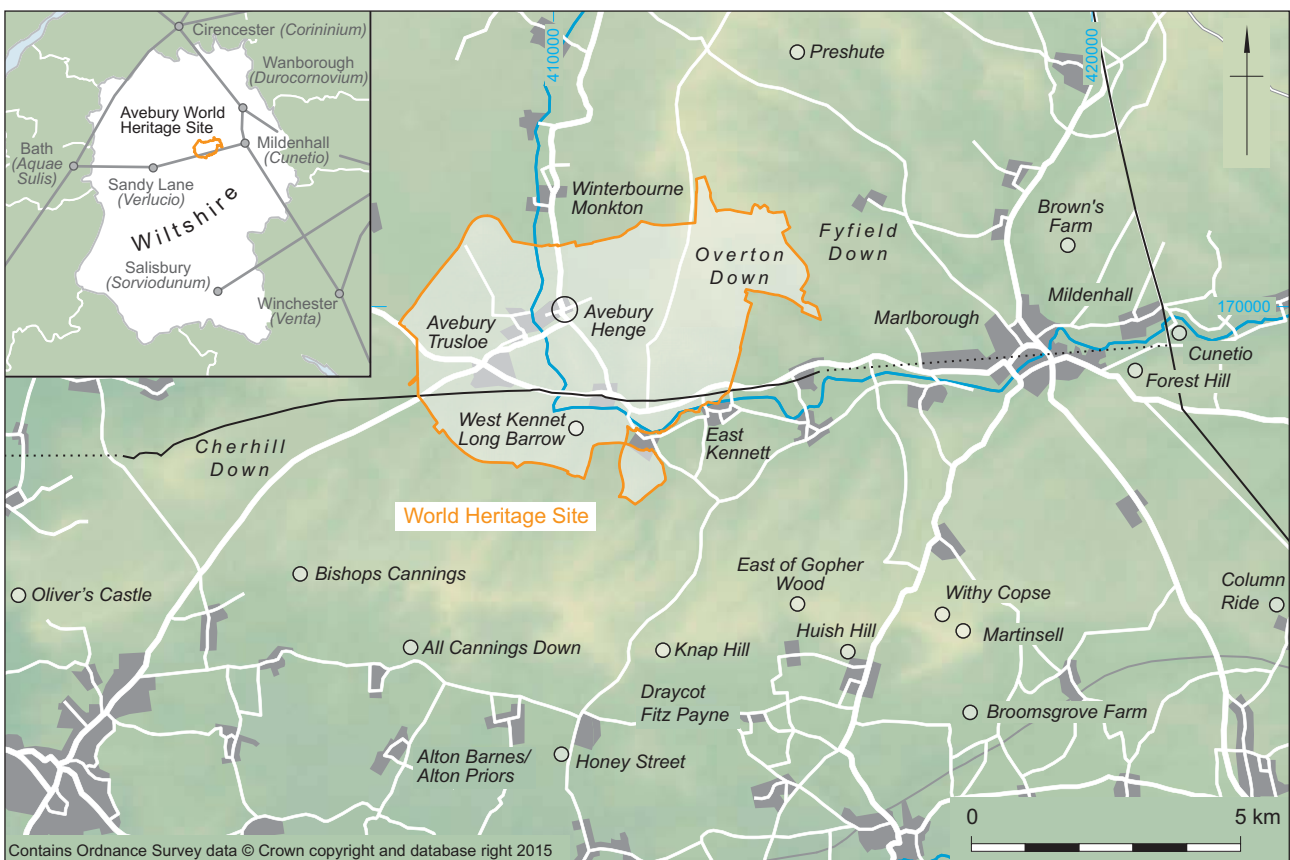 Cirencester (Corininium)
Wanborough
(Durocornovium)
Avebury World
Heritage Site
Bath
(Aquae
Sulis)
Mildenhall
(Cunetio)
Sandy Lane
(Verlucio)
Wiltshire
Salisbury
(Sorviodunum)
Winchester
(Venta)
410000
420000
Preshute
Winterbourne
Monkton
Overton
Down
Fyfield
Down
Brown's
Farm
Mildenhall
170000
Avebury
Trusloe
Avebury
Henge
Marlborough
Cunetio
Forest Hill
West Kennet
Long Barrow
East
Kennett
Cherhill
Down
World Heritage Site
Oliver's Castle
Bishops Cannings
East of Gopher
Wood
Withy Copse
Column
Ride
All Cannings Down
Knap Hill
Huish Hill
Martinsell
Draycot
Fitz Payne
Broomsgrove Farm
Alton Barnes/
Alton Priors
Honey Street
0
5 km
Contains Ordnance Survey data © Crown copyright and database right 2015